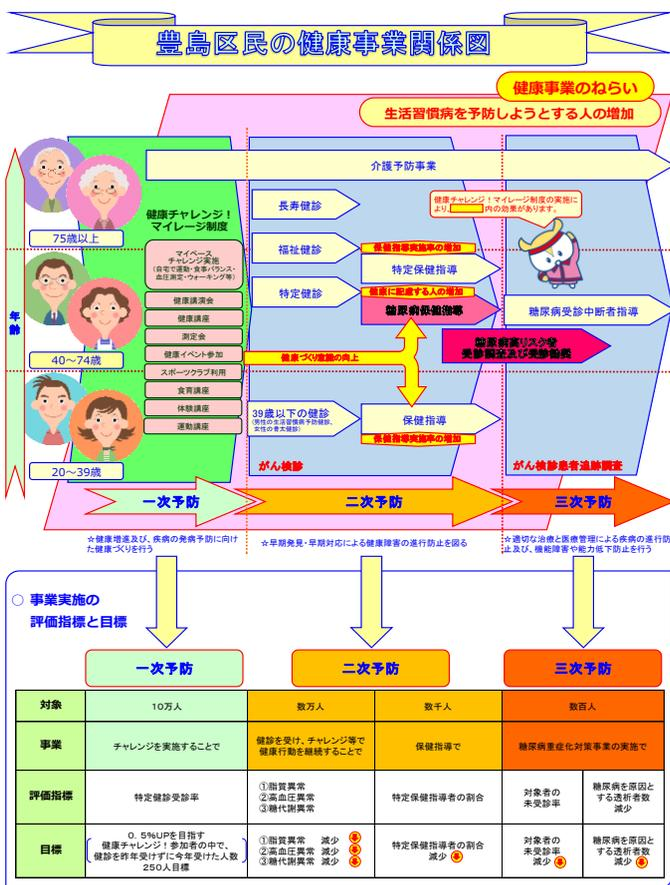 豊島区民の健康事業関係図
健康事業のねらい
生活習慣病を予防しようとする人の増加
介護予防事業
健康チャレンジ！
マイレージ制度
長寿健診
健康チャレンジ！マイレージ制度の実施に
より、　　　内の効果があります。
75歳以上
マイペース
チャレンジ実施
（自宅で運動・食事バランス・
血圧測定・ウォーキング等）
福祉健診
保健指導実施率の増加
特定保健指導
特定健診
健康に配慮する人の増加
糖尿病保健指導
糖尿病受診中断者指導
年齢
健康講演会
健康講座
測定会
健康イベント参加
スポーツクラブ利用
食育講座
体験講座
運動講座
健康づくり意識の向上
糖尿病高リスク者
40～74歳
39歳以下の健診
（男性の生活習慣病予防健診、
女性の骨太健診）
保健指導
保健指導実施率の増加
20～39歳
がん検診
がん検診患者追跡調査
一次予防
二次予防
三次予防
☆健康増進及び、疾病の発病予防に向け
た健康づくりを行う
☆早期発見・早期対応による健康障害の進行防止を図る
☆適切な治療と医療管理による疾病の進行防
止及び、機能障害や能力低下防止を行う
○ 事業実施の
評価指標と目標
一次予防
二次予防
三次予防
対象
10万人
数万人
数千人
数百人
事業
チャレンジを実施することで
健診を受け、チャレンジ等で
健康行動を継続することで
保健指導で
糖尿病重症化対策事業の実施で
評価指標
特定健診受診率
①脂質異常
②高血圧異常
③糖代謝異常
特定保健指導者の割合
対象者の
未受診率
糖尿病を原因と
する透析者数
減少
目標
0．5%UPを目指す
健康チャレンジ！参加者の中で、
健診を昨年受けずに今年受けた人数
250人目標
①脂質異常　減少
②高血圧異常　減少
③糖代謝異常　減少
特定保健指導者の割合
減少
対象者の
未受診率
減少
糖尿病を原因と
する透析者数
減少